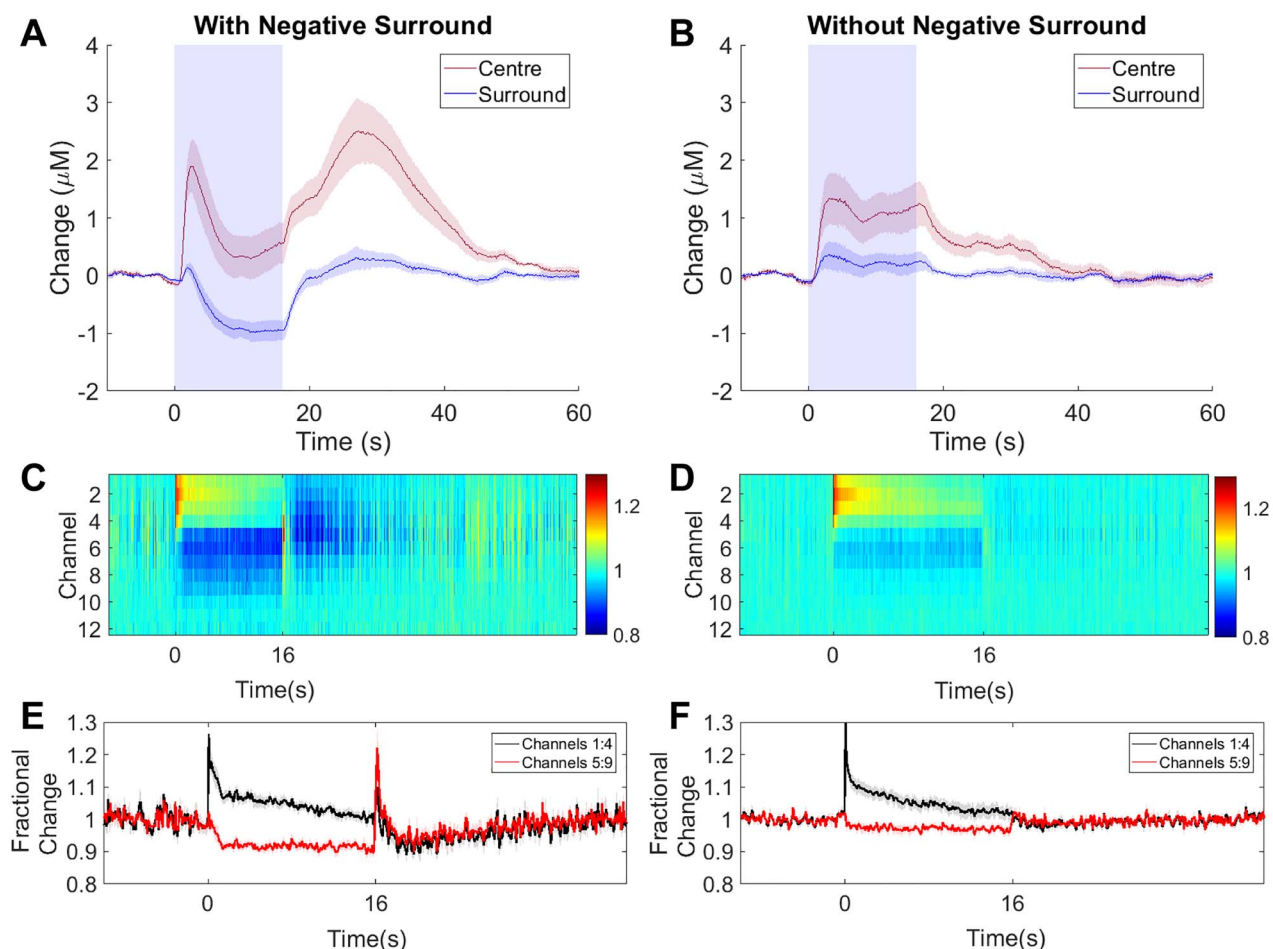 A
With Negative Surround
Change (μM)
4
3
2
1
0
-1
-2
Centre
Surround
0
20
40
60
Time (s)
B
Without Negative Surround
Change (μM)
4
3
2
1
0
-1
-2
Centre
Surround
0
20
40
60
Time (s)
C
Channel
2
4
6
8
10
12
0
16
Time(s)
1.2
1
0.8
D
Channel
2
4
6
8
10
12
0
16
Time(s)
1.2
1
0.8
E
Fractional
Change
1.3
1.2
1.1
1
0.9
0.8
Channels 1:4
Channels 5:9
0
16
Time(s)
F
Fractional
Change
1.3
1.2
1.1
1
0.9
0.8
Channels 1:4
Channels 5:9
0
16
Time(s)